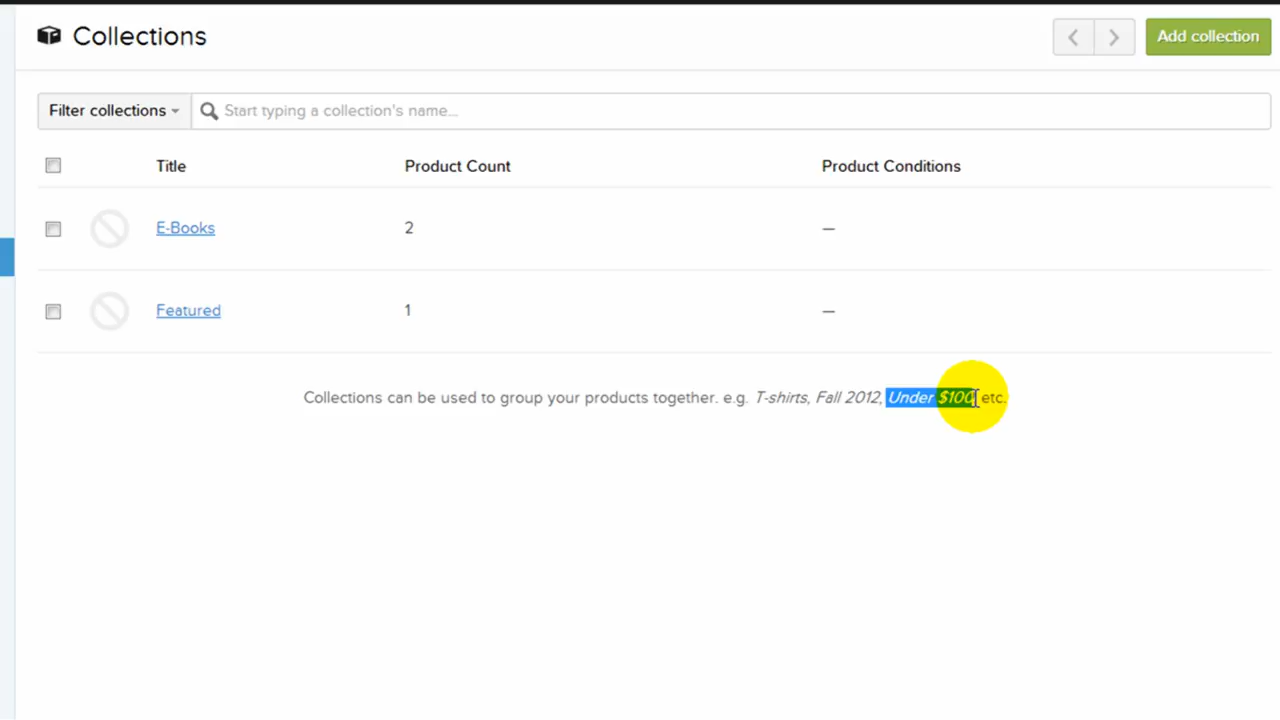 Collections
Add collection
Filter collections
Start typing a collection's name...
Title Product Count Product Conditions
E-Books 2 —
Featured 1 —
Collections can be used to group your products together. e.g. T-shirts, Fall 2012, Under $100, etc.